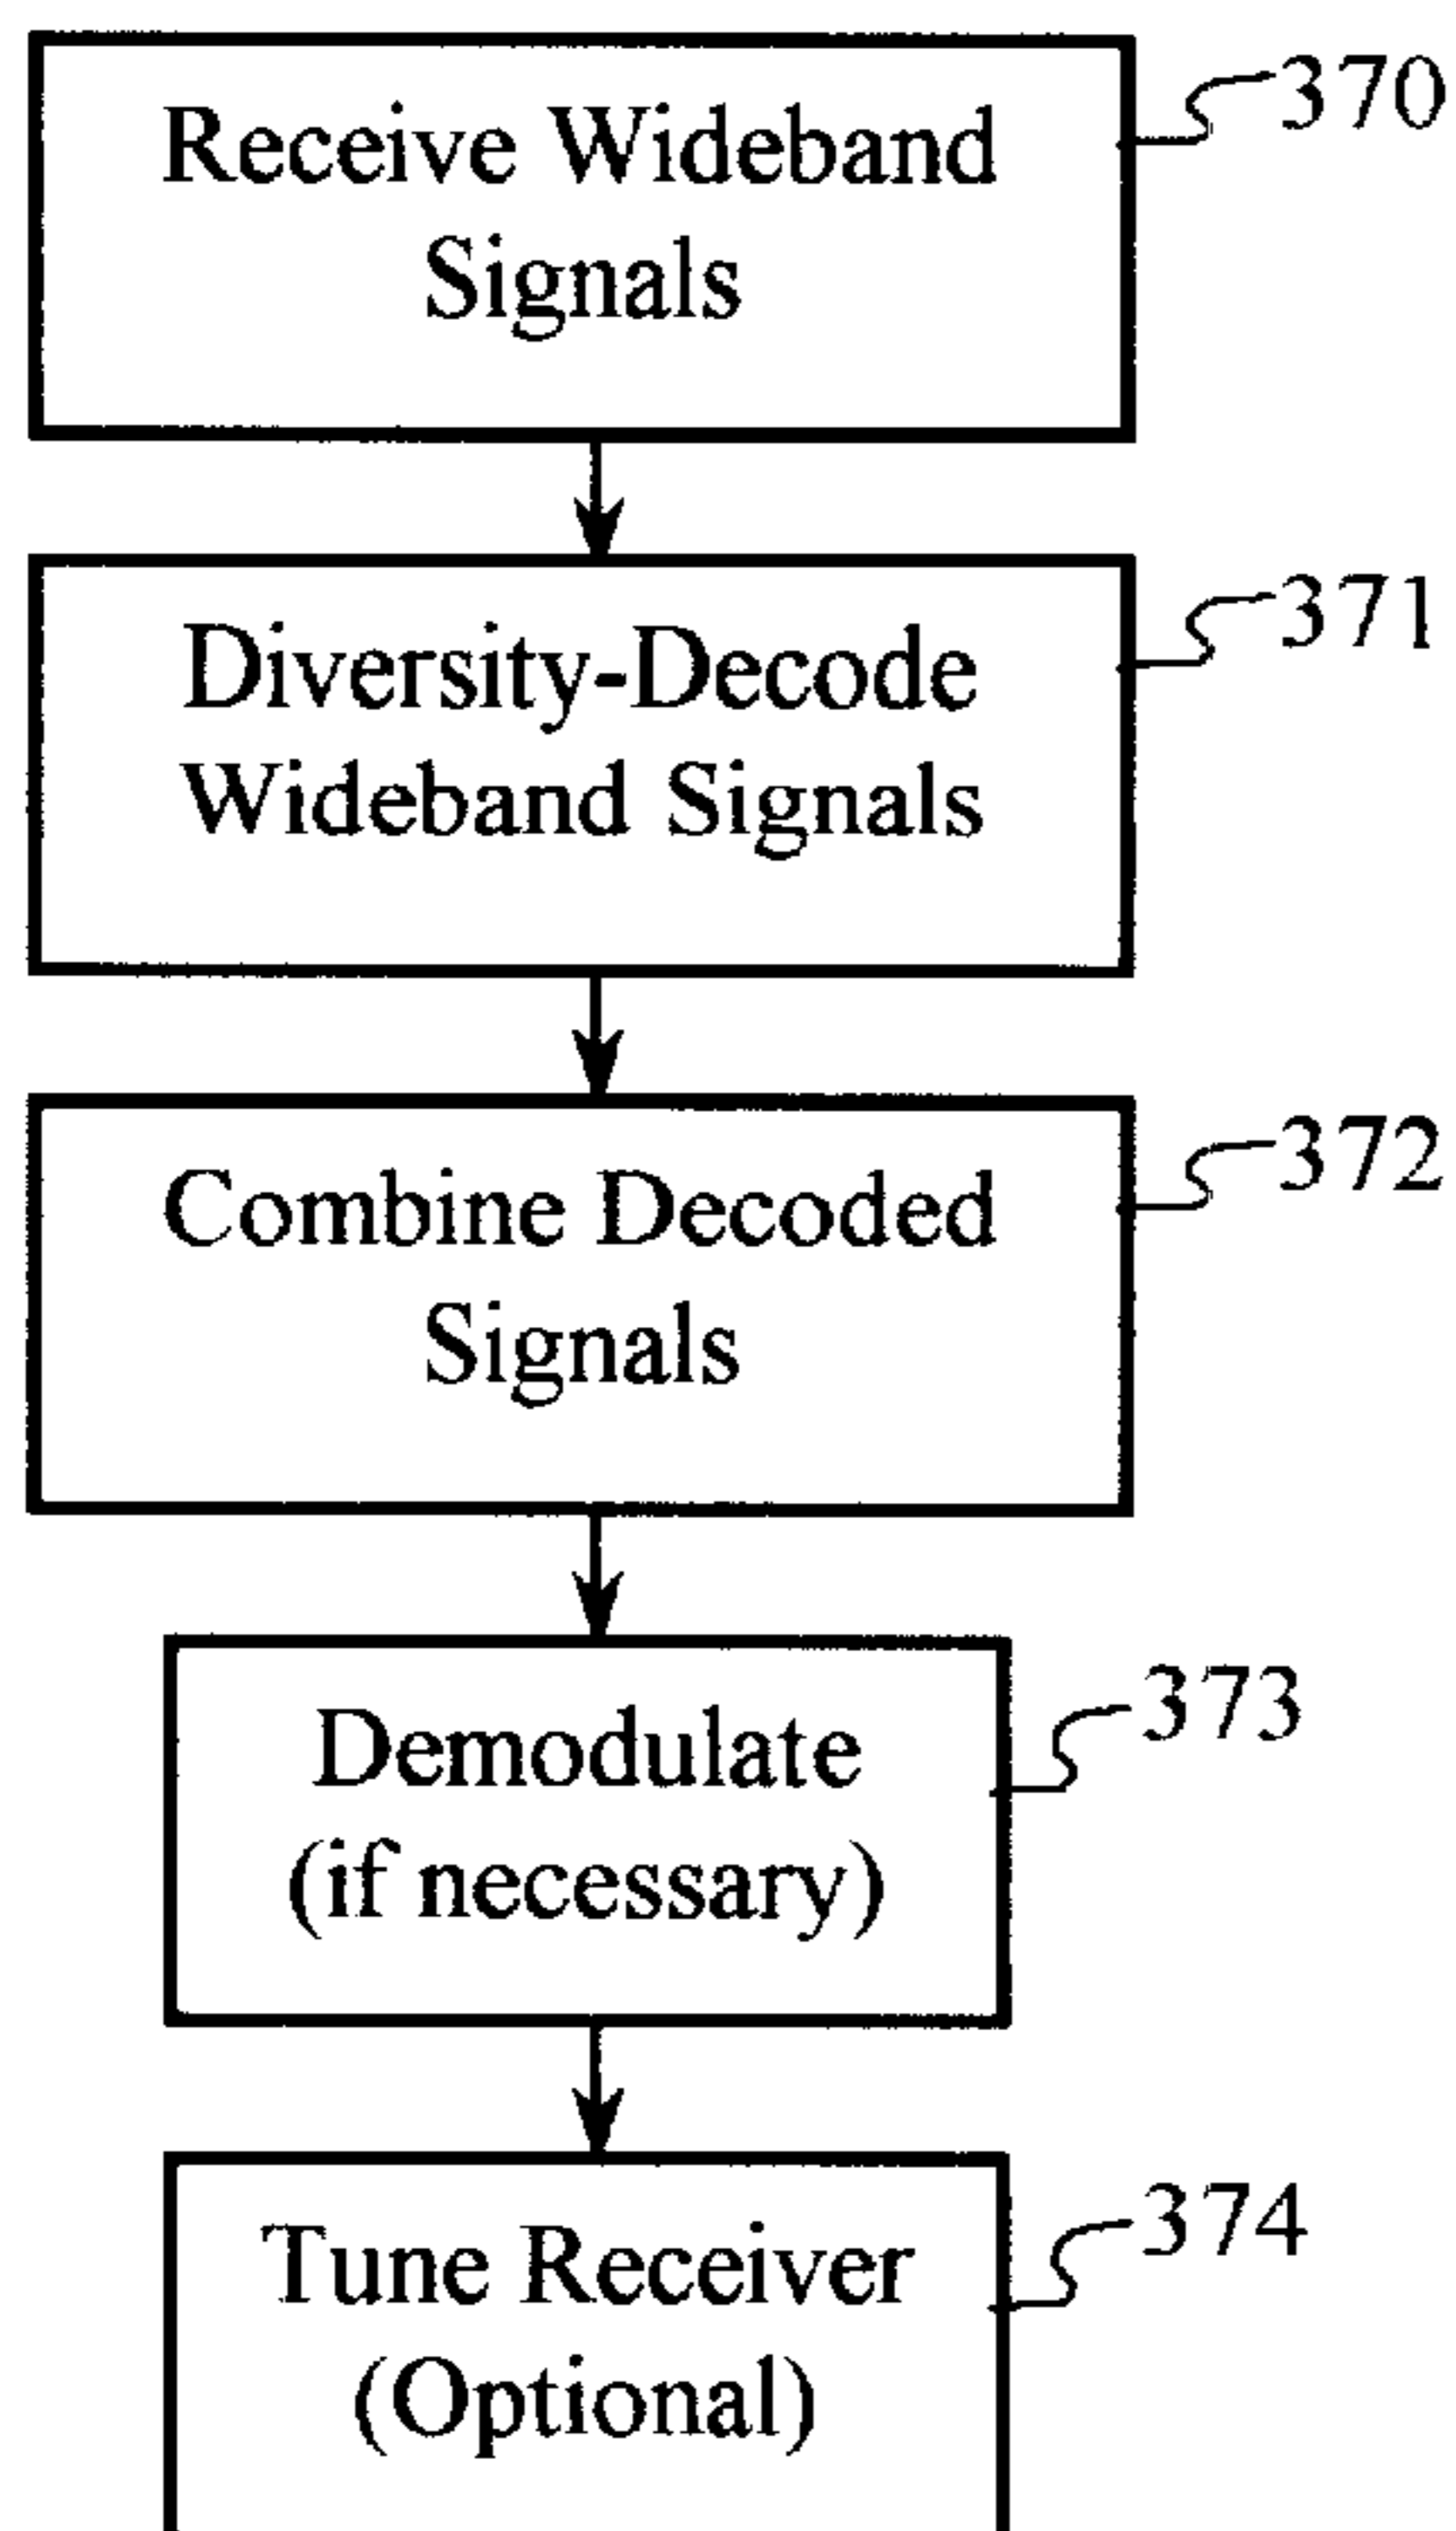 Receive Wideband
Signals
370
Diversity-Decode
Wideband Signals
371
Combine Decoded
Signals
372
Demodulate
(if necessary)
373
Tune Receiver
(Optional)
374